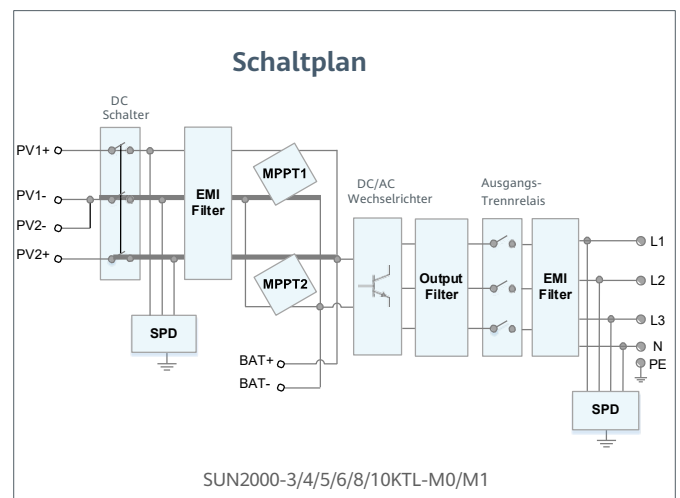 Schaltplan
DC
Schalter
PV1+
PV1-
PV2-
PV2+
EMI
Filter
MPPT1
MPPT2
SPD
BAT+
BAT-
DC/AC
Wechselrichter
Output
Filter
Ausgangs-
Trennrelais
EMI
Filter
L1
L2
L3
N
PE
SPD
SUN2000-3/4/5/6/8/10KTL-M0/M1